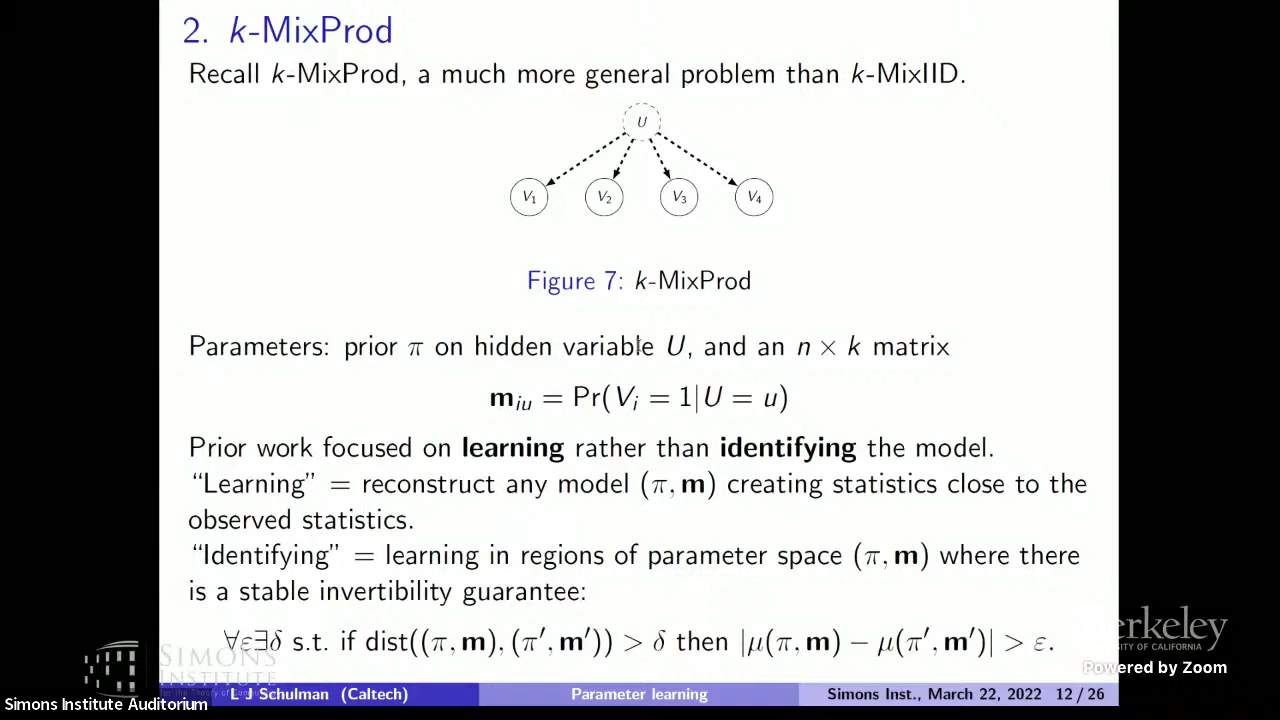 2. k-MixProd
Recall k-MixProd, a much more general problem than k-MixIID.
U
V1 V2 V3 V4
Figure 7: k-MixProd
Parameters: prior π on hidden variable U, and an n × k matrix
m_iu = Pr(V_i = 1|U = u)
Prior work focused on learning rather than identifying the model.
"Learning" = reconstruct any model (π, m) creating statistics close to the
observed statistics.
"Identifying" = learning in regions of parameter space (π, m) where there
is a stable invertibility guarantee:
∀ε∃δ s.t. if dist((π, m), (π′, m′)) > δ then |μ(π, m) − μ(π′, m′)| > ε.
SIMONS
INSTITUTE
Powered by Zoom
L J Schulman (Caltech) Parameter learning Simons Inst., March 22, 2022 12 / 26
Simons Institute Auditorium